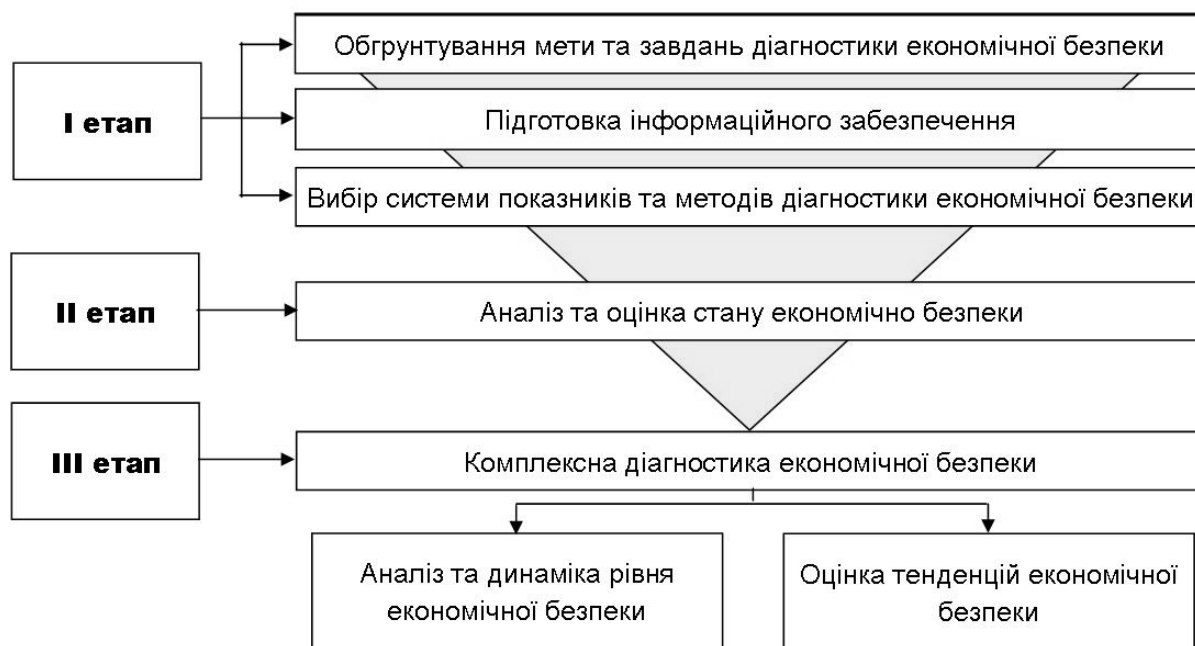 Обгрунтування мети та завдань діагностики економічної безпеки
І етап
Підготовка інформаційного забезпечення
Вибір системи показників та методів діагностики економічної безпеки
ІІ етап
Аналіз та оцінка стану економічно безпеки
ІІІ етап
Комплексна діагностика економічної безпеки
Аналіз та динаміка рівня
економічної безпеки
Оцінка тенденцій економічної
безпеки